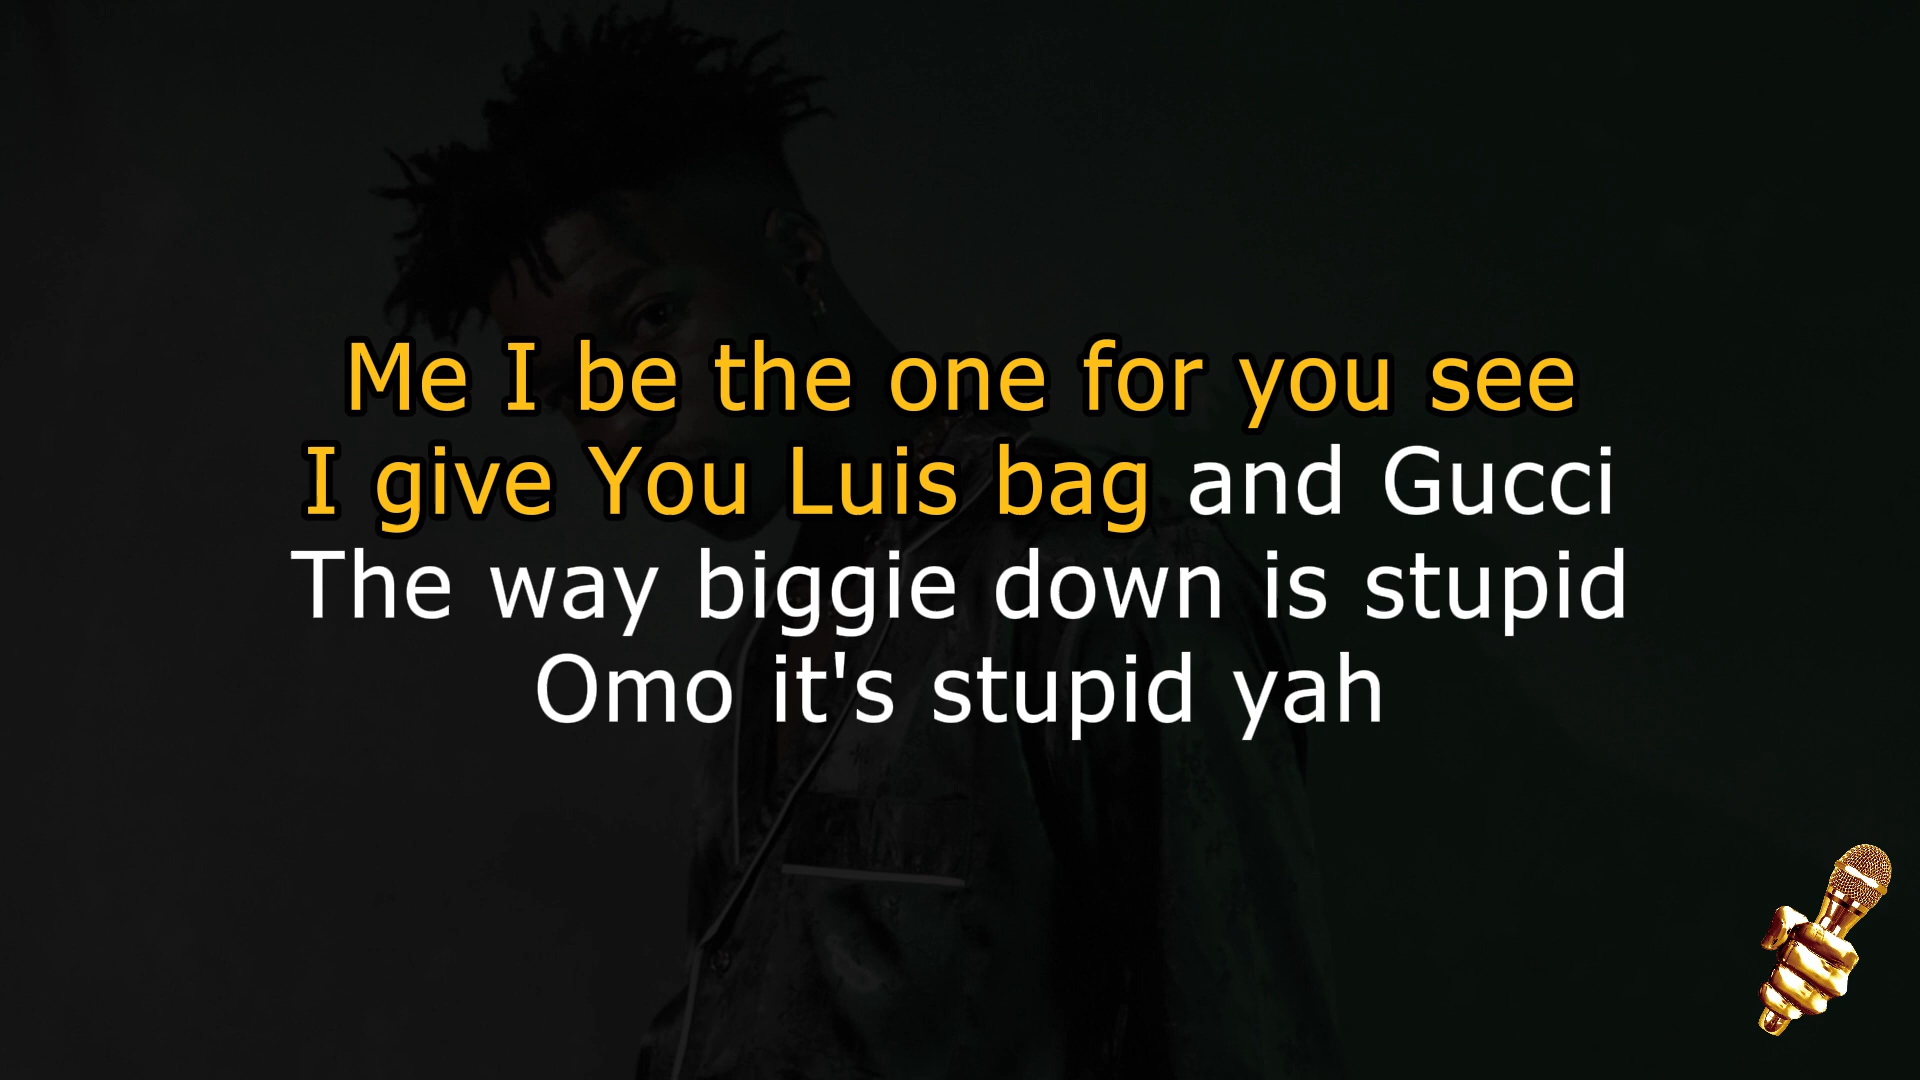 Me I be the one for you see
I give You Luis bag and Gucci
The way biggie down is stupid
Omo it's stupid yah